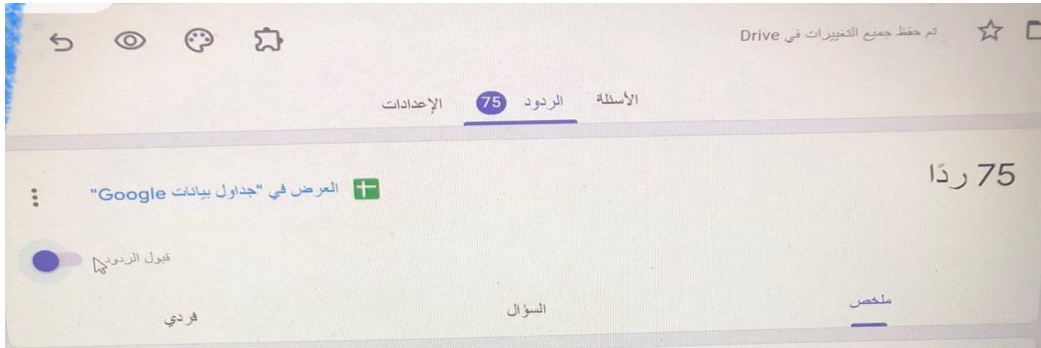 تم حفظ جميع التغييرات في Drive
الأسئلة الردود 75 الإعدادات
75 ردًا
العرض في "جداول بيانات Google"
قبول الردود
ملخص السؤال فردي